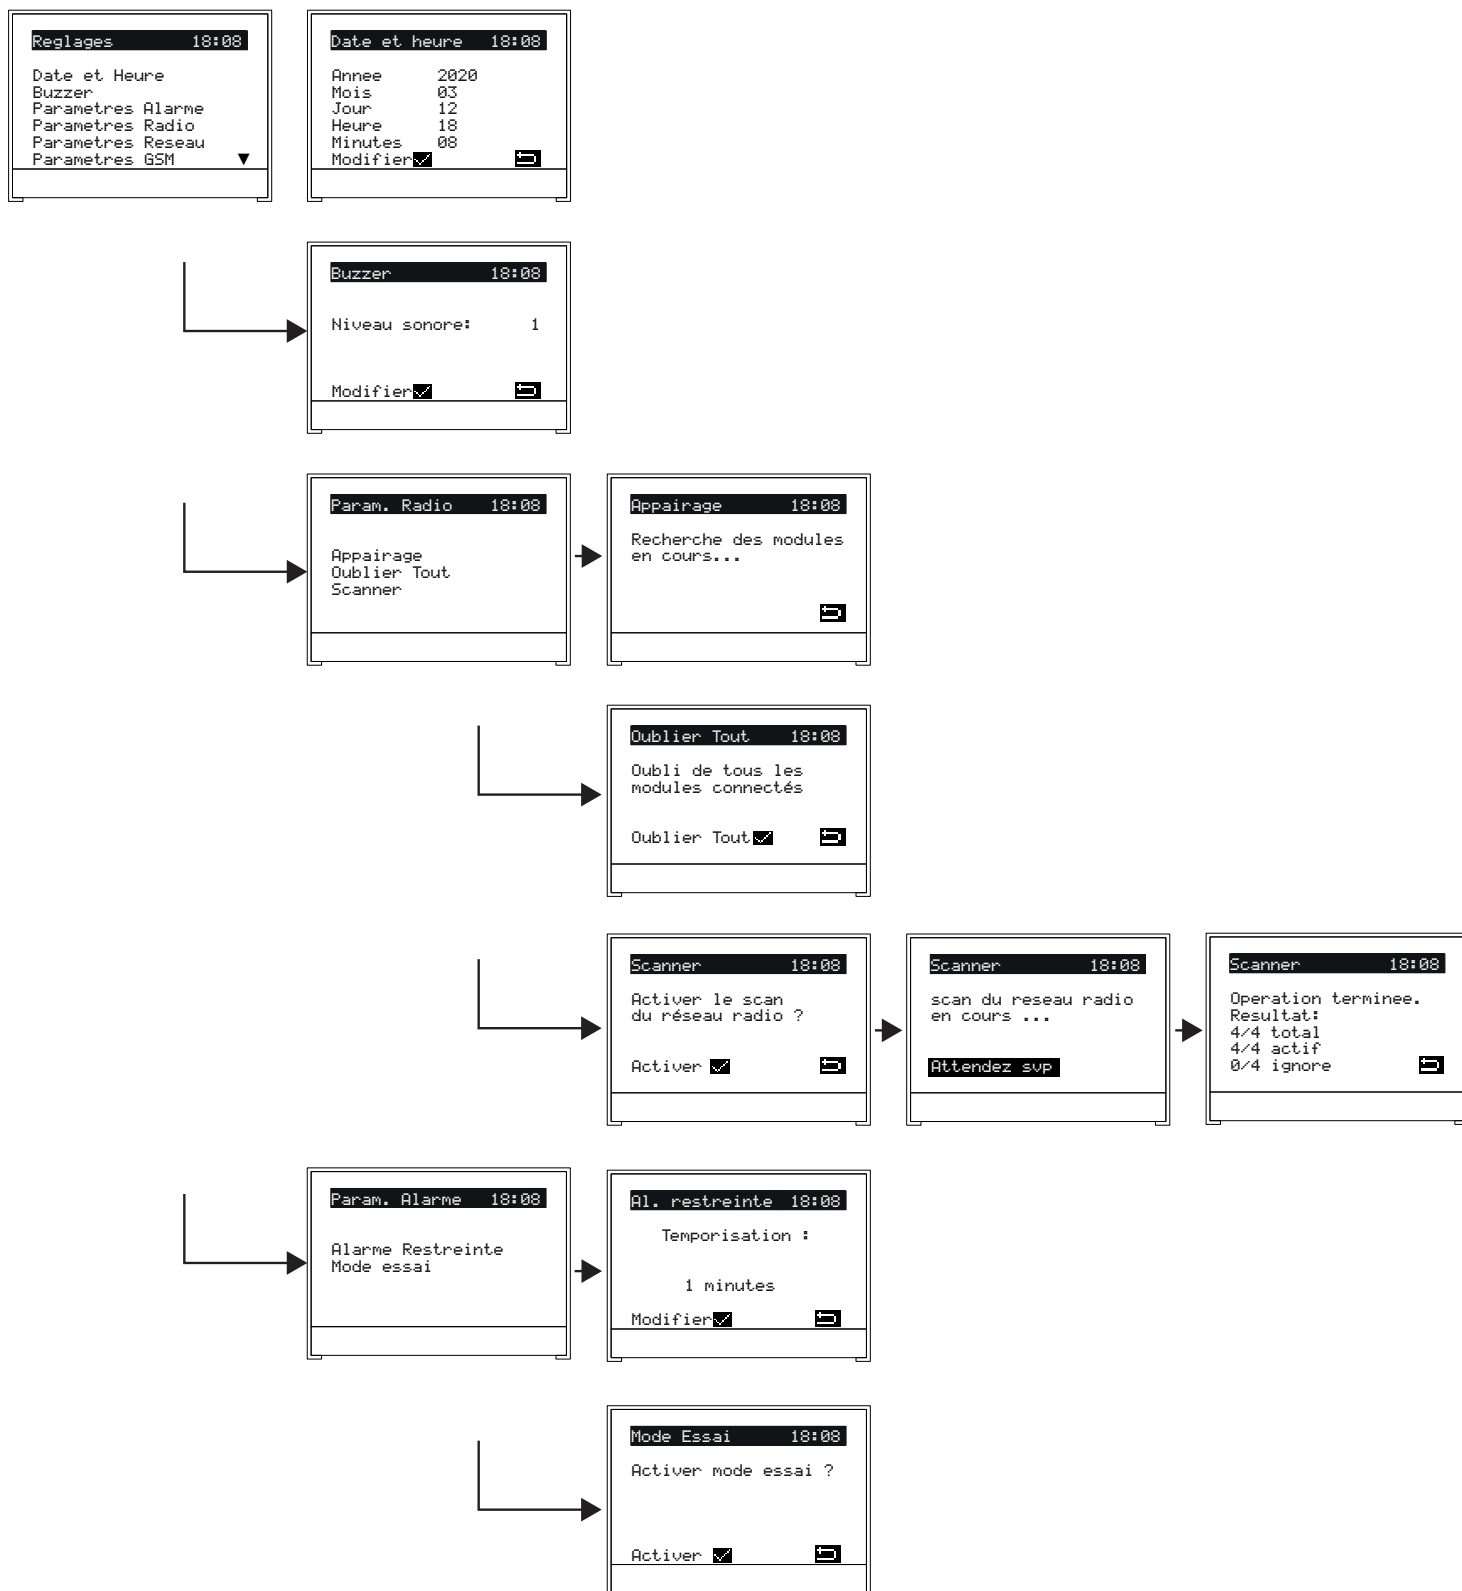 Reglages 18:08
Date et Heure
Buzzer
Parametres Alarme
Parametres Radio
Parametres Reseau
Parametres GSM ▼
Date et heure 18:08
Annee 2020
Mois 03
Jour 12
Heure 18
Minutes 08
Modifier
Buzzer 18:08
Niveau sonore: 1
Modifier
Param. Radio 18:08
Appairage
Oublier Tout
Scanner
Appairage 18:08
Recherche des modules
en cours...
Oublier Tout 18:08
Oubli de tous les
modules connectés
Oublier Tout
Scanner 18:08
Activer le scan
du réseau radio ?
Activer
Scanner 18:08
scan du reseau radio
en cours ...
Attendez svp
Scanner 18:08
Operation terminee.
Resultat:
4/4 total
4/4 actif
0/4 ignore
Param. Alarme 18:08
Alarme Restreinte
Mode essai
Al. restreinte 18:08
Temporisation :
1 minutes
Modifier
Mode Essai 18:08
Activer mode essai ?
Activer